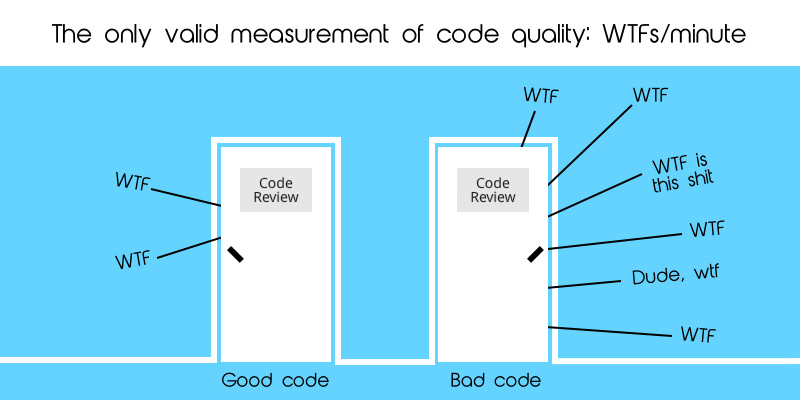 The only valid measurement of code quality: WTFs/minute
WTF
WTF
Code
Review
Good code
WTF
WTF
WTF is
this shit
WTF
Dude, wtf
WTF
Code
Review
Bad code